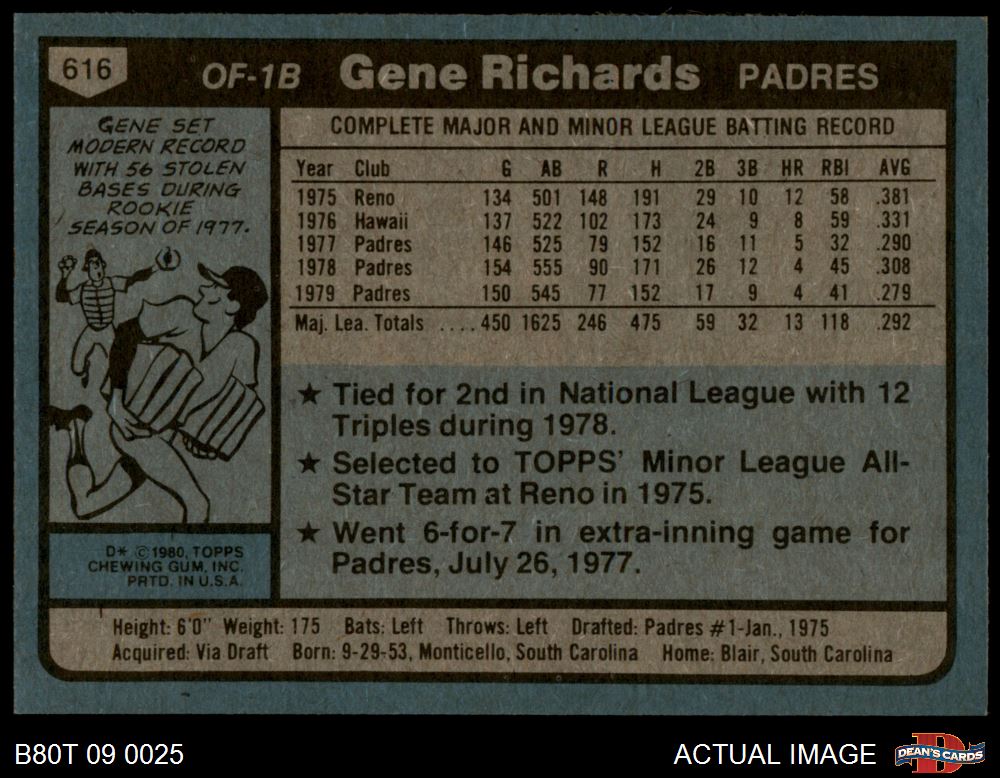 616 OF-1B Gene Richards PADRES
GENE SET
MODERN RECORD
WITH 56 STOLEN
BASES DURING
ROOKIE
SEASON OF 1977.
COMPLETE MAJOR AND MINOR LEAGUE BATTING RECORD
Year Club G AB R H 2B 3B HR RBI AVG
1975 Reno 134 501 148 191 29 10 12 58 .381
1976 Hawaii 137 522 102 173 24 9 8 59 .331
1977 Padres 146 525 79 152 16 11 5 32 .290
1978 Padres 154 555 90 171 26 12 4 45 .308
1979 Padres 150 545 77 152 17 9 4 41 .279
Maj. Lea. Totals ....450 1625 246 475 59 32 13 118 .292
★ Tied for 2nd in National League with 12
Triples during 1978.
★ Selected to TOPPS' Minor League All-
Star Team at Reno in 1975.
★ Went 6-for-7 in extra-inning game for
Padres, July 26, 1977.
D* ©1980, TOPPS
CHEWING GUM, INC.
PRTD. IN U.S.A.
Height: 6'0" Weight: 175 Bats: Left Throws: Left Drafted: Padres #1-Jan., 1975
Acquired: Via Draft Born: 9-29-53, Monticello, South Carolina Home: Blair, South Carolina
B80T 09 0025 ACTUAL IMAGE
DEAN'S CARDS